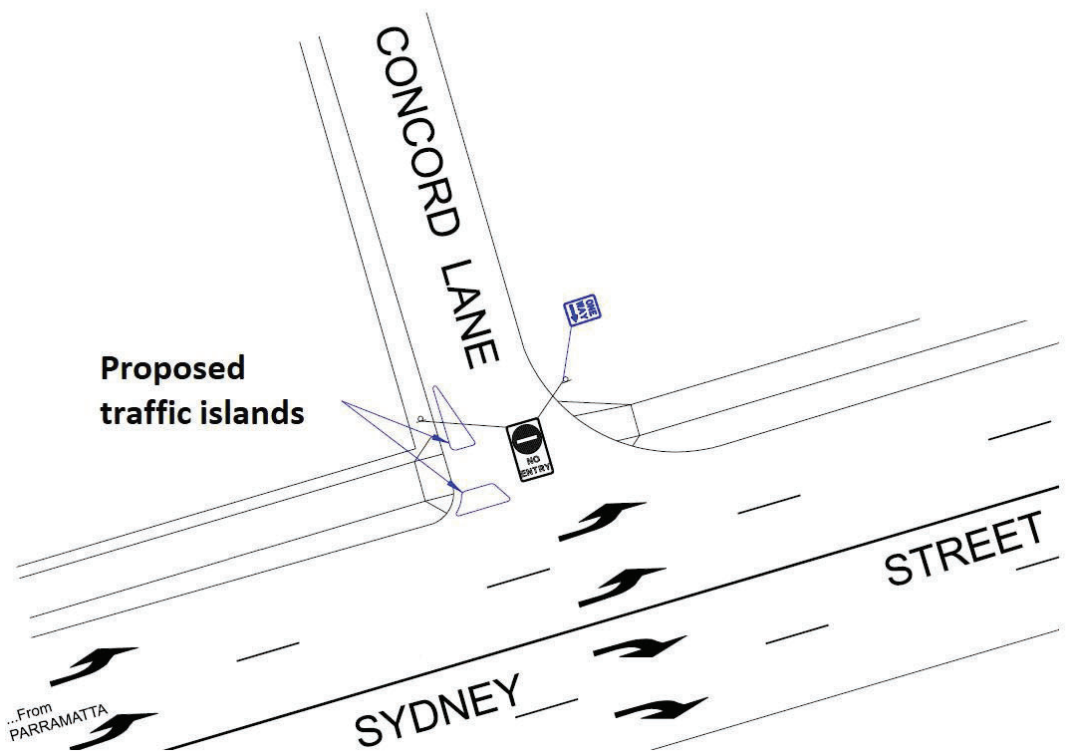 CONCORD LANE
ONE
WAY
Proposed
traffic islands
NO
ENTRY
STREET
SYDNEY
...From
PARRAMATTA